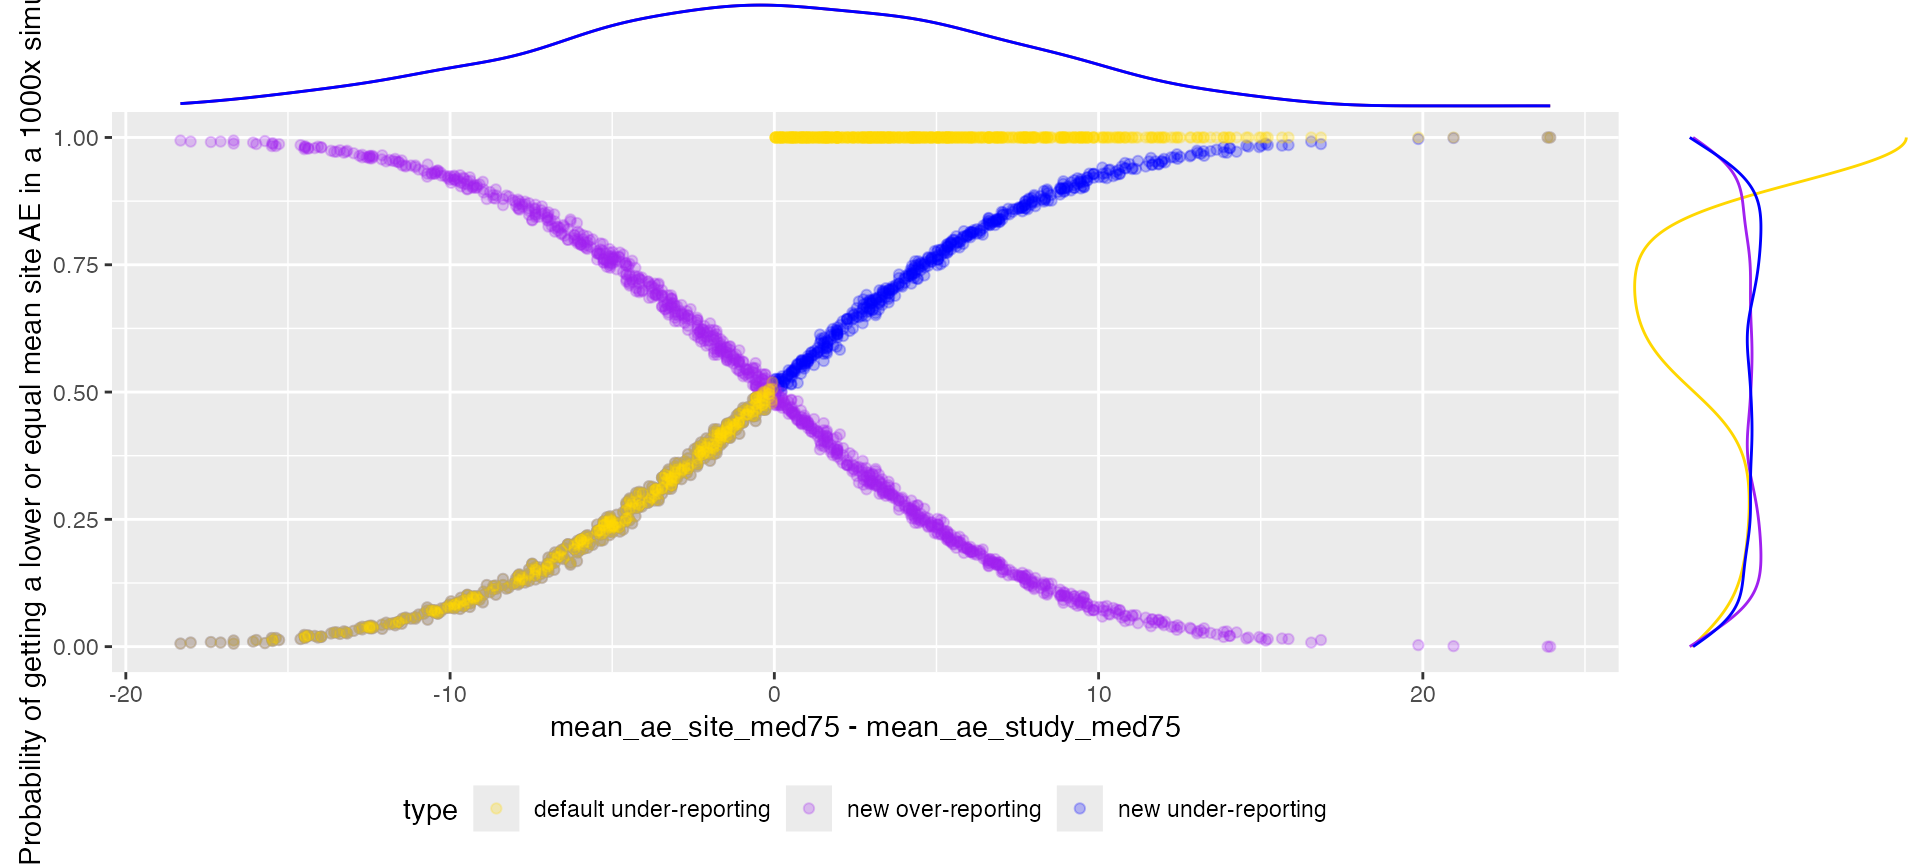 Probability of getting a lower or equal mean site AE in a 1000x
1.00
0.75
0.50
0.25
0.00
-20 -10 0 10 20
mean_ae_site_med75 - mean_ae_study_med75
type default under-reporting new over-reporting new under-reporting